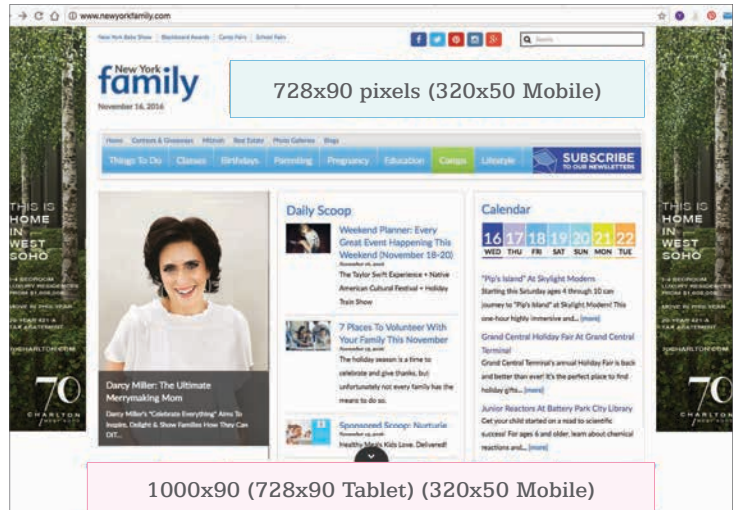 www.newyorkfamily.com
New York Baby Show Blackboard Awards Camp Fairs School Fairs
Search
New York
family
November 16, 2016
728x90 pixels (320x50 Mobile)
Home Contests & Giveaways Mitzvah Real Estate Photo Galleries Blogs
Things To Do Classes Birthdays Parenting Pregnancy Education Camps Lifestyle
SUBSCRIBE
TO OUR NEWSLETTERS
THIS IS
HOME
IN
WEST
SOHO
70
CHARLTON
Darcy Miller: The Ultimate
Merrymaking Mom
Darcy Miller's "Celebrate Everything" Aims To
Inspire, Delight & Show Families How They Can
DIT...
Daily Scoop
Weekend Planner: Every
Great Event Happening This
Weekend (November 18-20)
The Taylor Swift Experience + Native
American Cultural Festival + Holiday
Train Show
7 Places To Volunteer With
Your Family This November
The holiday season is a time to
celebrate and give thanks, but
unfortunately not every family has the
means to do so.
Sponsored Scoop: Nurturie
Healthy Meals Kids Love. Delivered!
Calendar
16 17 18 19 20 21 22
WED THU FRI SAT SUN MON TUE
"Pip's Island" At Skylight Modern
Starting this Saturday ages 4 through 10 can
journey to "Pip's Island" at Skylight Modern! This
one-hour highly immersive and... [more]
Grand Central Holiday Fair At Grand Central
Terminal
Grand Central Terminal's annual Holiday Fair is back
and better than ever! It's the perfect place to find
holiday gifts... [more]
Junior Reactors At Battery Park City Library
Get your child started on a road to scientific
success! For ages 6 and older, learn about chemical
reactions and... [more]
THIS IS
HOME
IN
WEST
SOHO
70
CHARLTON
1000x90 (728x90 Tablet) (320x50 Mobile)